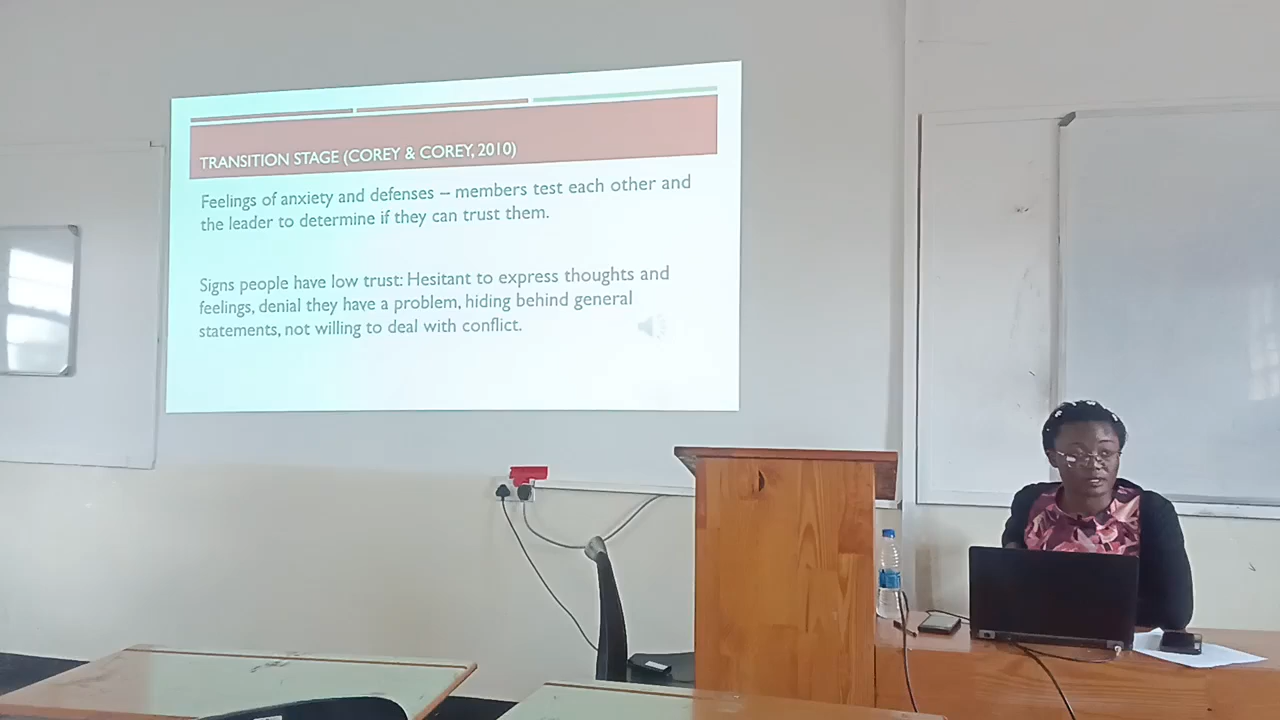 TRANSITION STAGE (COREY & COREY, 2010)
Feelings of anxiety and defenses – members test each other and
the leader to determine if they can trust them.
Signs people have low trust: Hesitant to express thoughts and
feelings, denial they have a problem, hiding behind general
statements, not willing to deal with conflict.